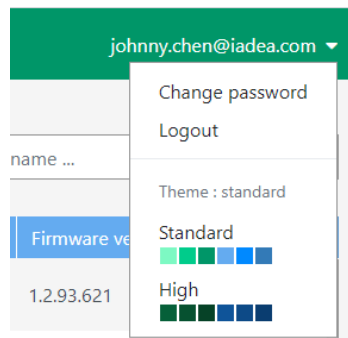 johnny.chen@iadea.com
Change password
Logout
name ...
Theme : standard
Firmware ve
Standard
1.2.93.621
High